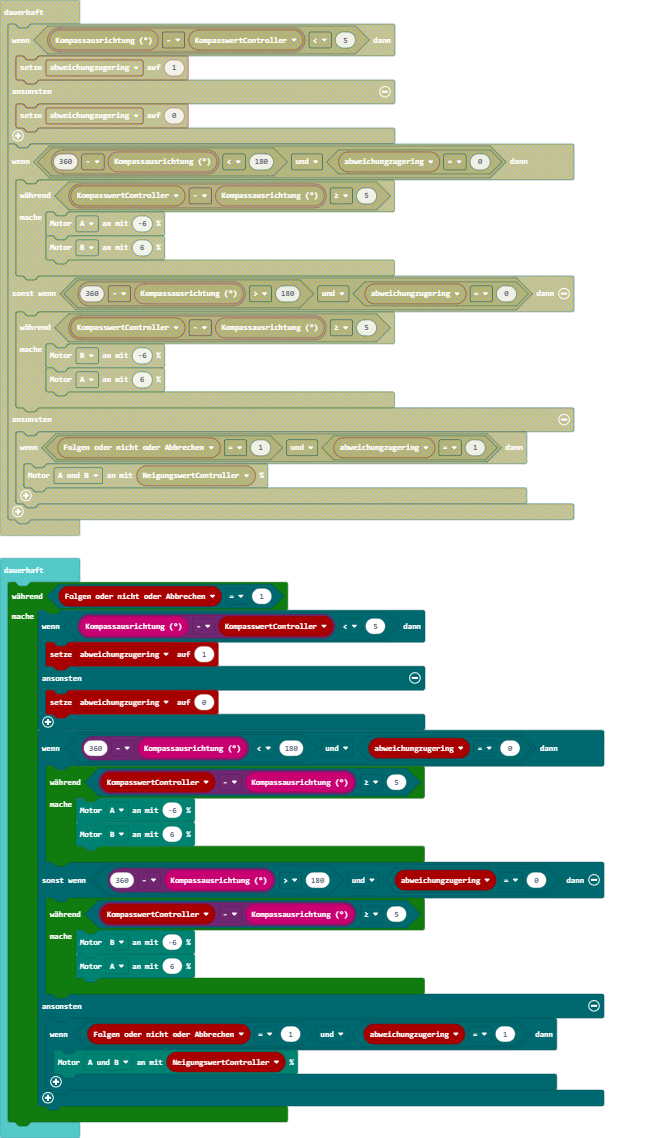 dauerhaft
wenn Kompassausrichtung (°) - KompasswertController < 5 dann
setze abweichungzugering auf 1
ansonsten
setze abweichungzugering auf 0
wenn 360 - Kompassausrichtung (°) < 180 und abweichungzugering = 0 dann
während KompasswertController - Kompassausrichtung (°) ≥ 5
mache Motor A an mit -6 %
Motor B an mit 6 %
sonst wenn 360 - Kompassausrichtung (°) > 180 und abweichungzugering = 0 dann
während KompasswertController - Kompassausrichtung (°) ≥ 5
mache Motor B an mit -6 %
Motor A an mit 6 %
ansonsten
wenn Folgen oder nicht oder Abbrechen = 1 und abweichungzugering = 1 dann
Motor A und B an mit NeigungswertController %
dauerhaft
während Folgen oder nicht oder Abbrechen = 1
mache wenn Kompassausrichtung (°) - KompasswertController < 5 dann
setze abweichungzugering auf 1
ansonsten
setze abweichungzugering auf 0
wenn 360 - Kompassausrichtung (°) < 180 und abweichungzugering = 0 dann
während KompasswertController - Kompassausrichtung (°) ≥ 5
mache Motor A an mit -6 %
Motor B an mit 6 %
sonst wenn 360 - Kompassausrichtung (°) > 180 und abweichungzugering = 0 dann
während KompasswertController - Kompassausrichtung (°) ≥ 5
mache Motor B an mit -6 %
Motor A an mit 6 %
ansonsten
wenn Folgen oder nicht oder Abbrechen = 1 und abweichungzugering = 1 dann
Motor A und B an mit NeigungswertController %